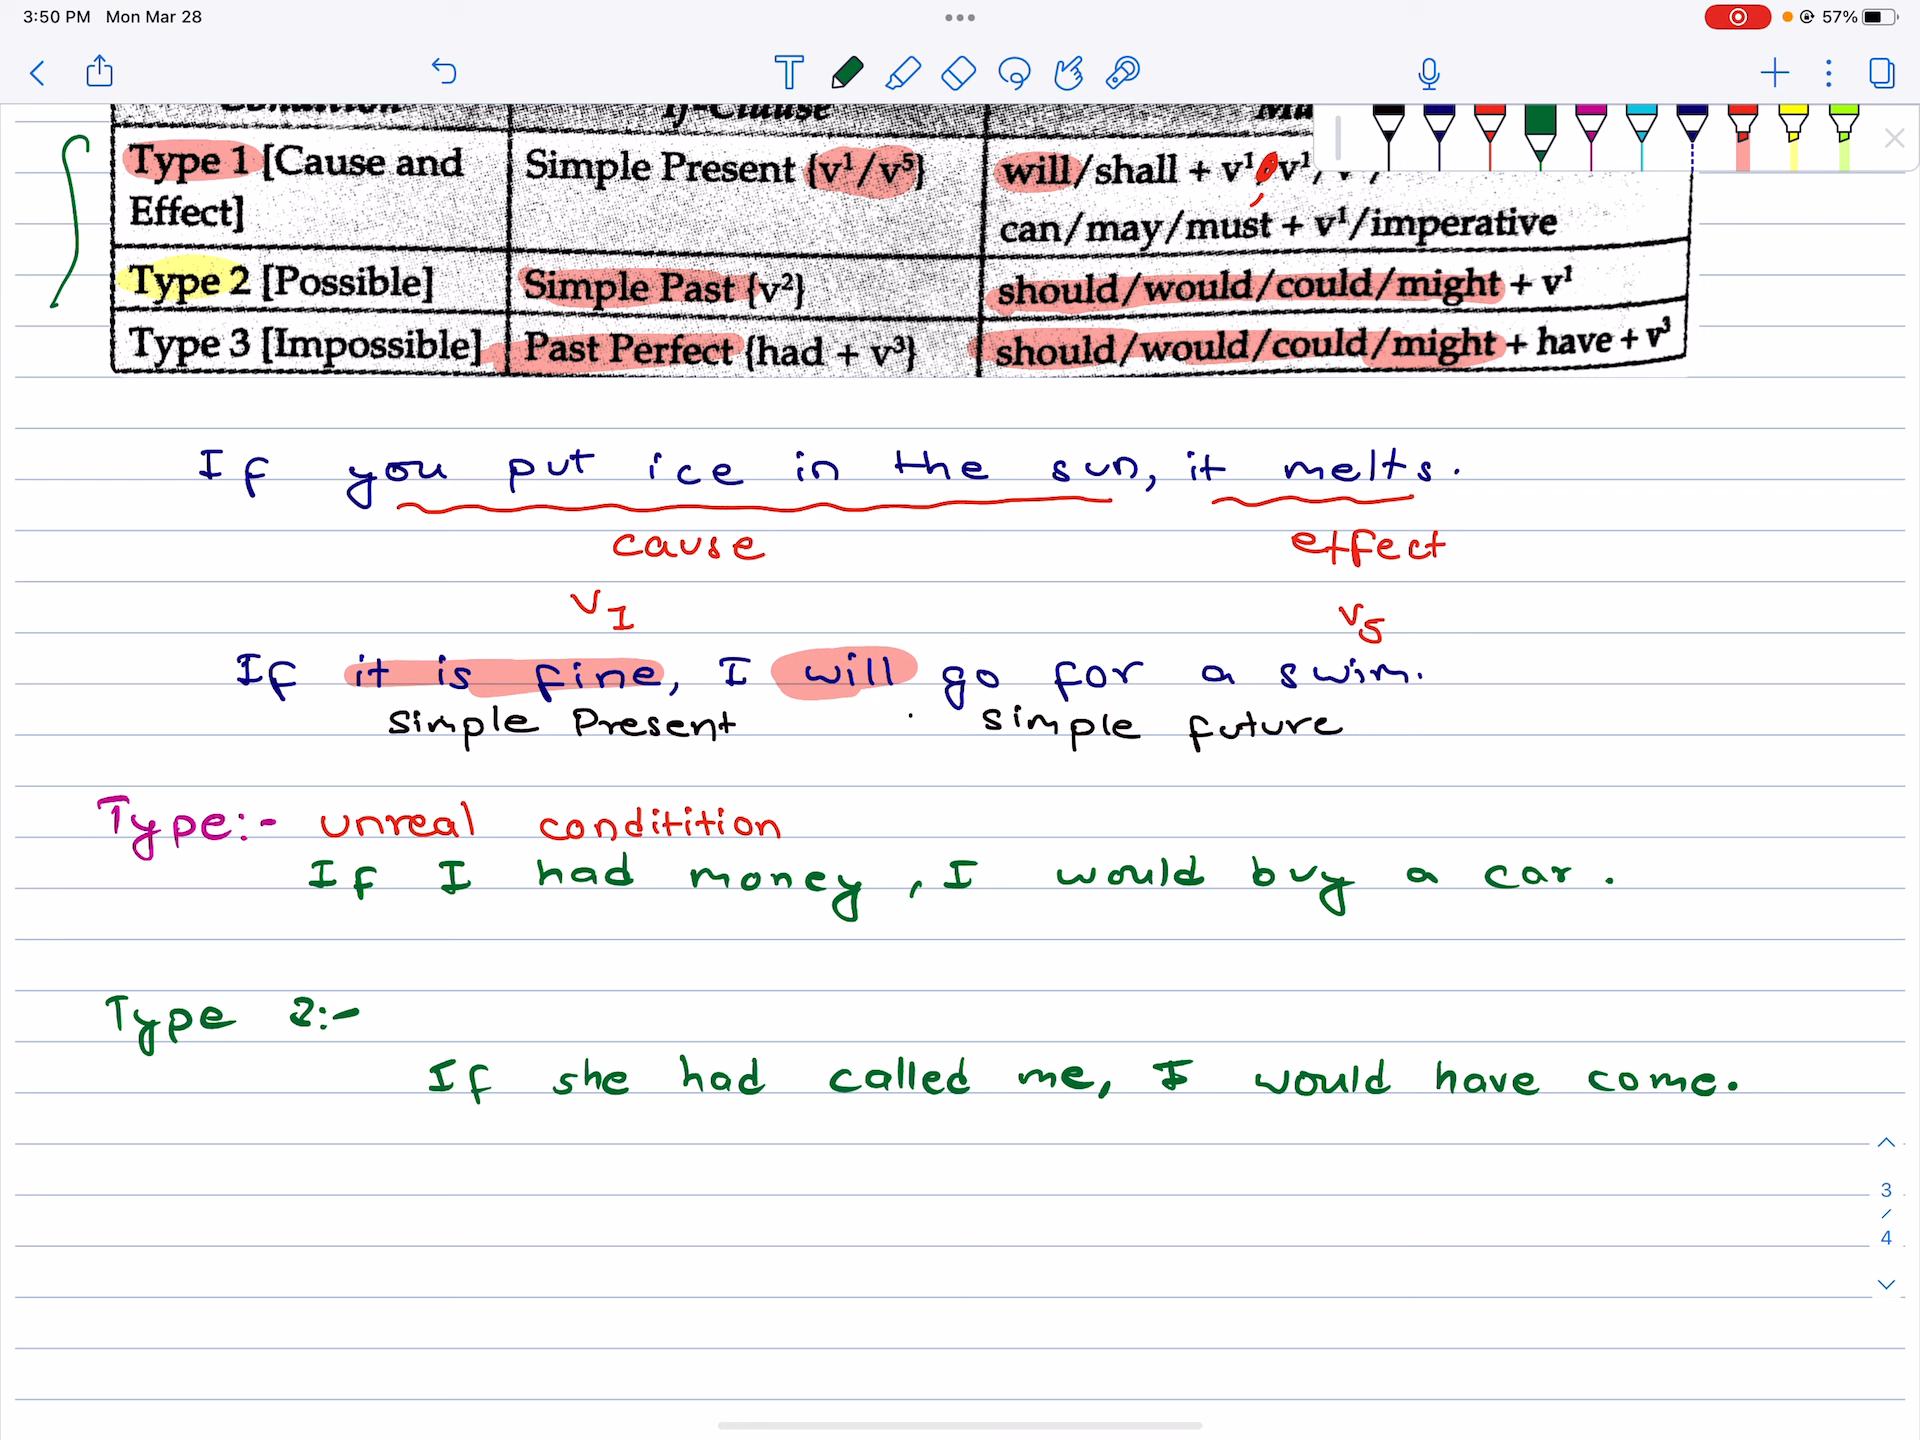 3:50 PM Mon Mar 28
57%
Condition If-Clause
Type 1 [Cause and Effect] Simple Present {v¹/v⁵} will/shall + v¹, v¹,
can/may/must + v¹/imperative
Type 2 [Possible] Simple Past {v²} should/would/could/might + v¹
Type 3 [Impossible] Past Perfect {had + v³} should/would/could/might + have + v³
If you put ice in the sun, it melts.
cause effect
V1 V5
If it is fine, I will go for a swim.
Simple Present simple future
Type:- unreal conditition
If I had money, I would buy a car.
Type 2:-
If she had called me, I would have come.
3
/
4